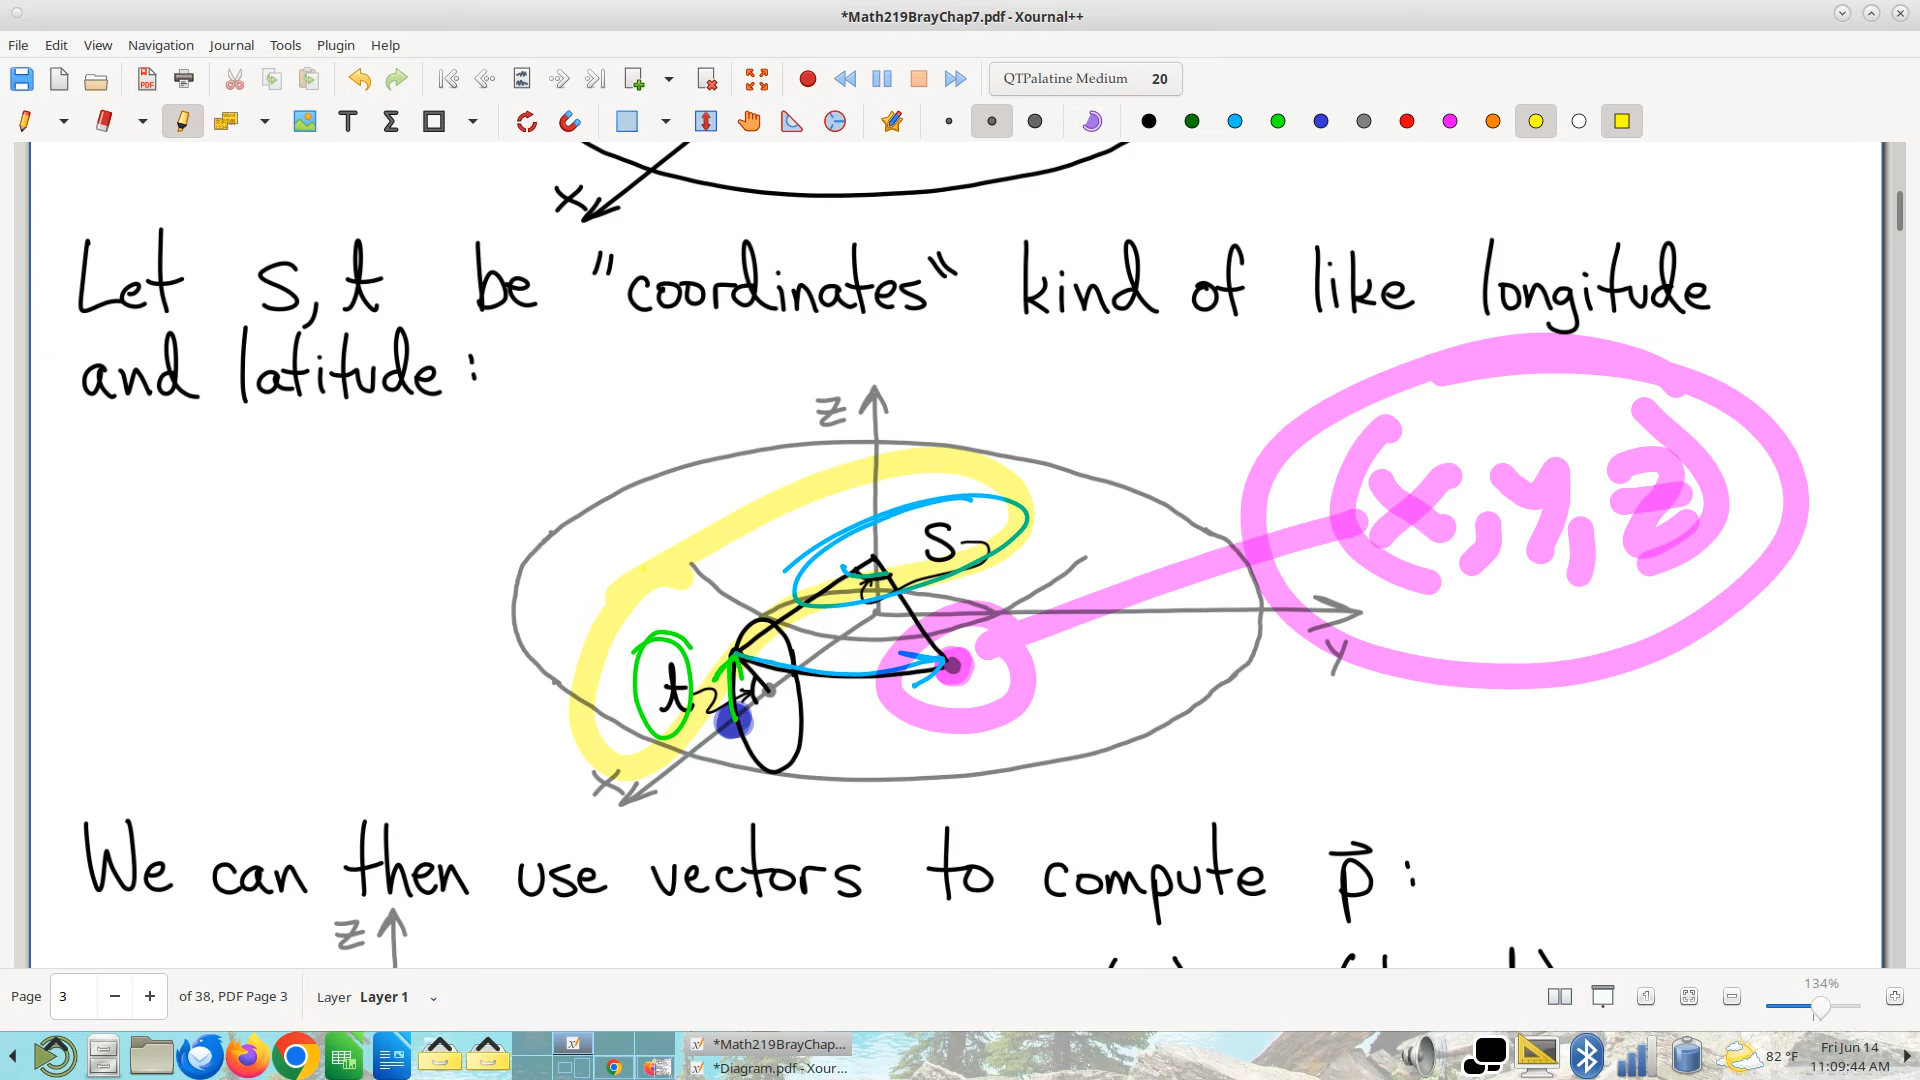 *Math219BrayChap7.pdf - Xournal++
File Edit View Navigation Journal Tools Plugin Help
PDF QTPalatine Medium 20
T Σ
x
Let s,t be "coordinates" kind of like longitude
and latitude:
z
s
(x,y,z)
t
y
x
We can then use vectors to compute p⃗ :
z
Page 3 of 38, PDF Page 3 Layer Layer 1 134%
*Math219BrayChap...
*Diagram.pdf - Xour...
82 °F
Fri Jun 14
11:09:44 AM